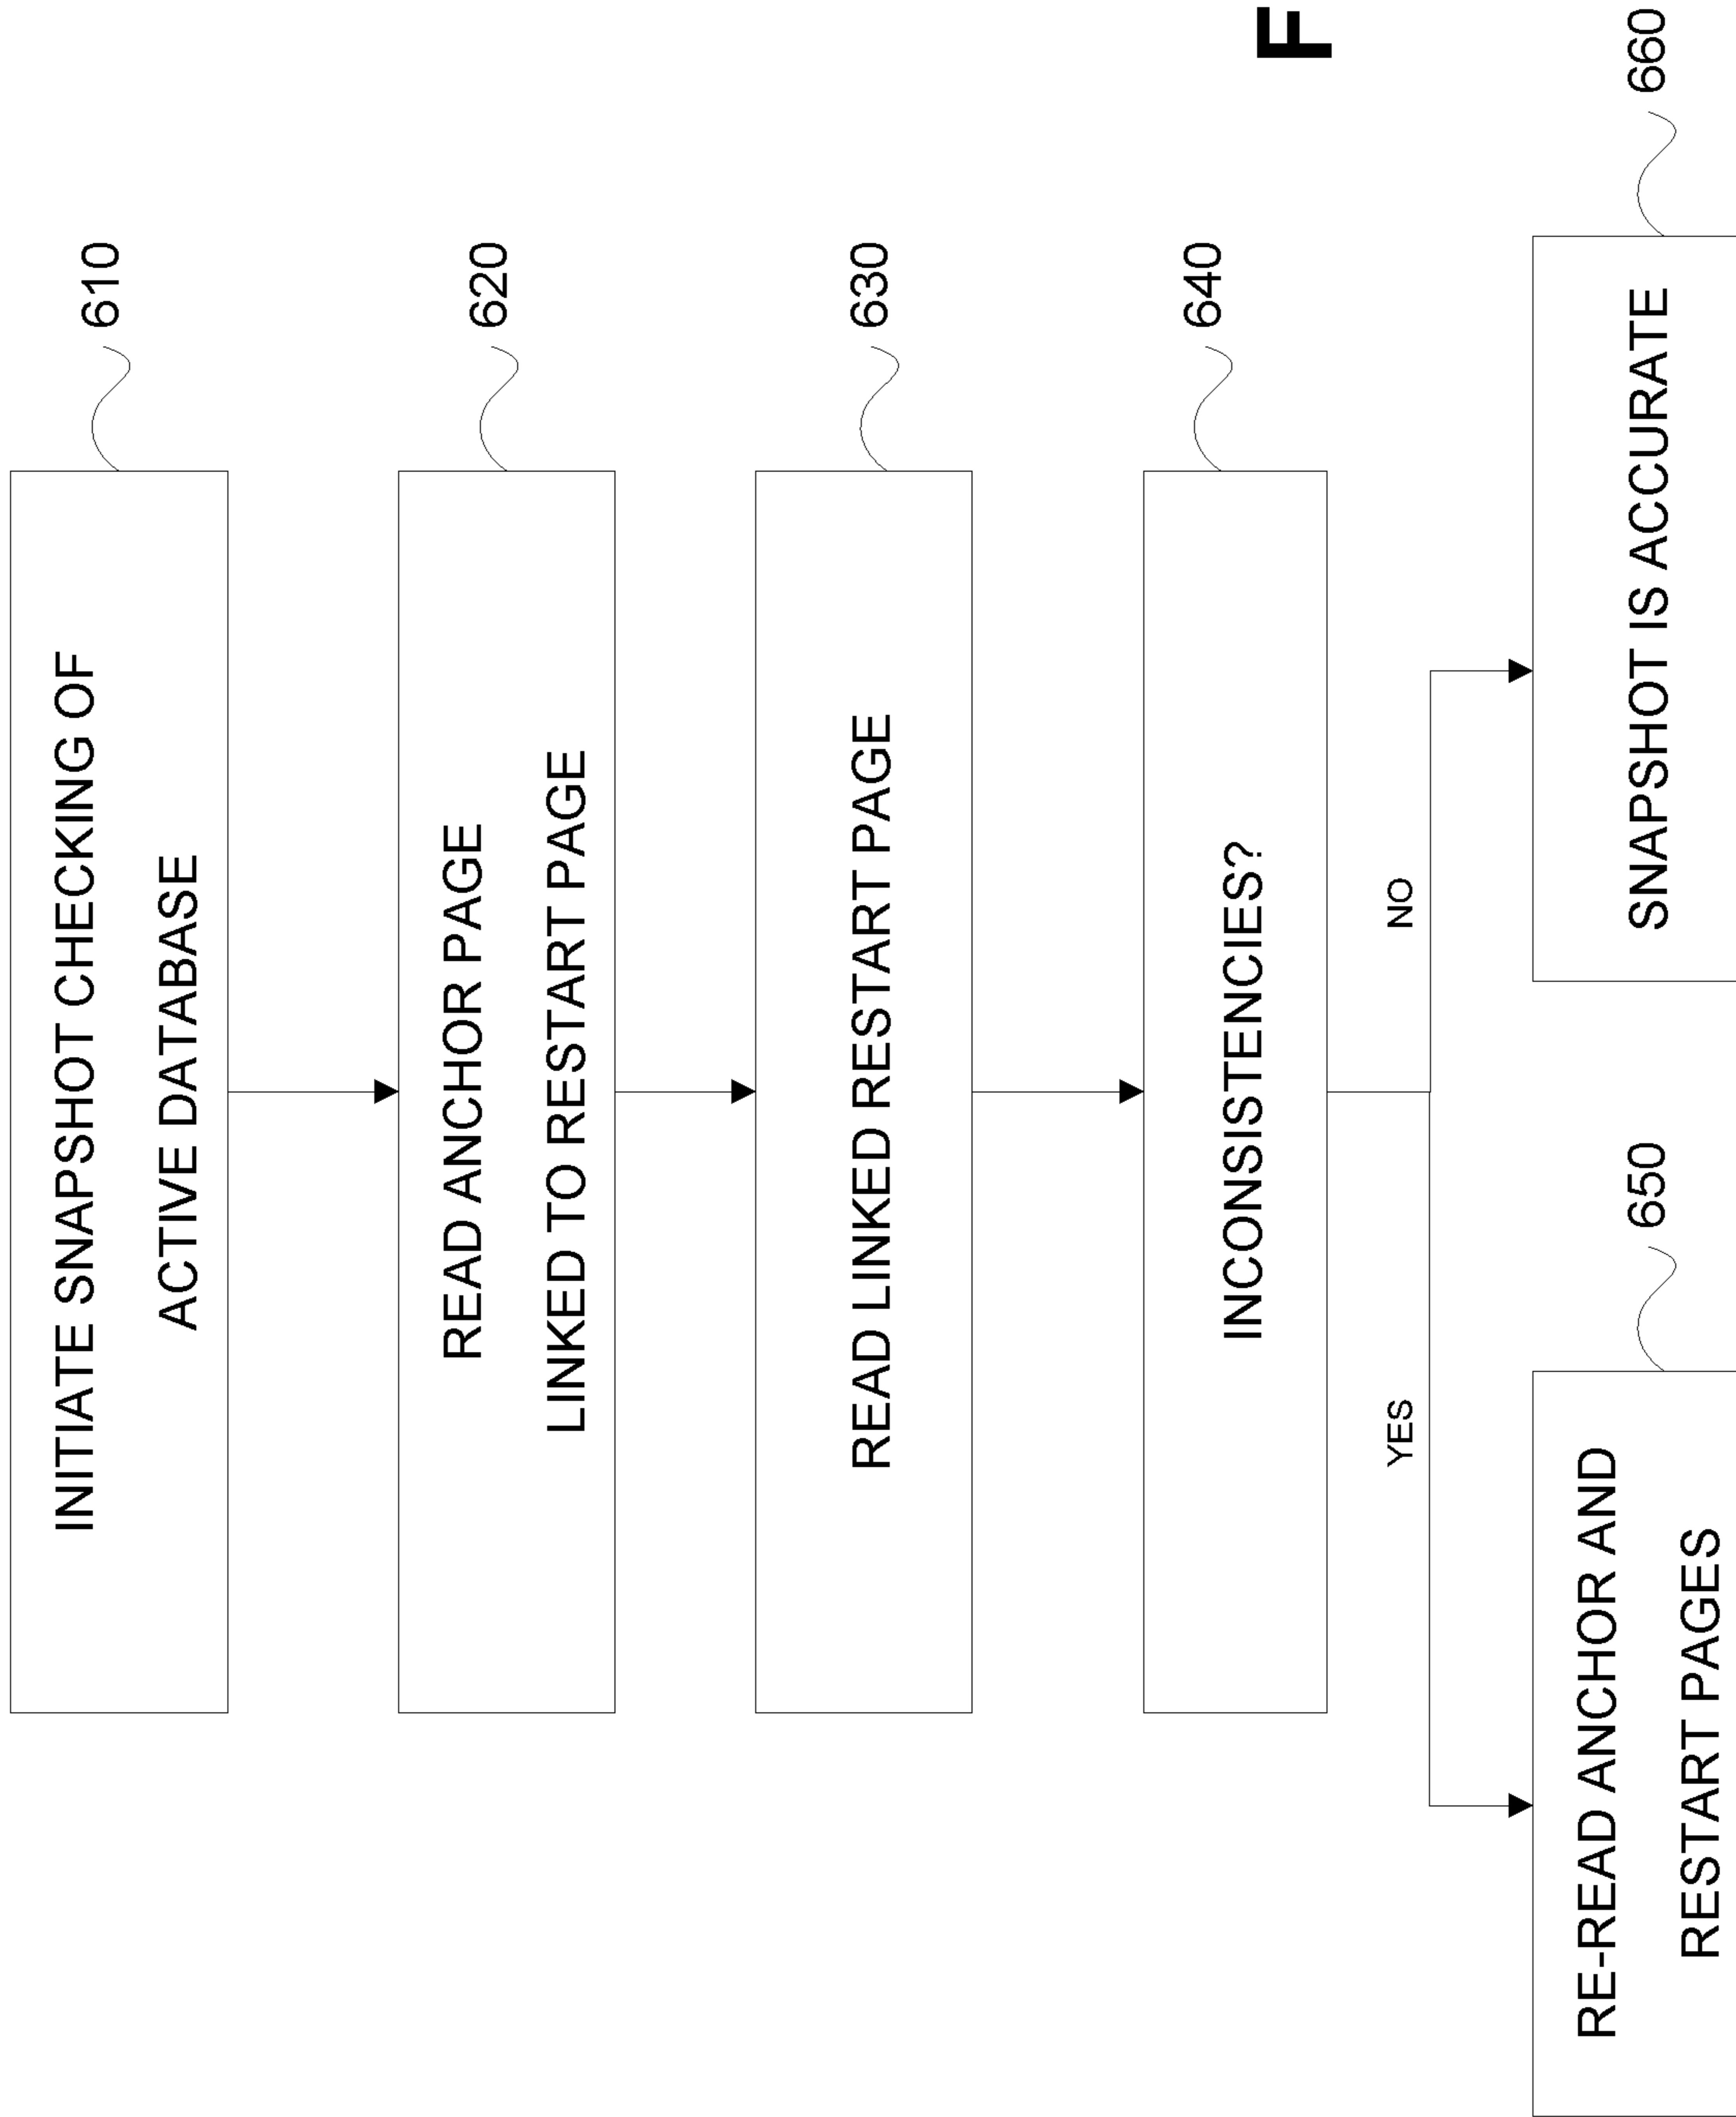 INITIATE SNAPSHOT CHECKING OF
ACTIVE DATABASE
610
READ ANCHOR PAGE
LINKED TO RESTART PAGE
620
READ LINKED RESTART PAGE
630
INCONSISTENCIES?
640
YES
NO
RE-READ ANCHOR AND
RESTART PAGES
650
SNAPSHOT IS ACCURATE
660
F